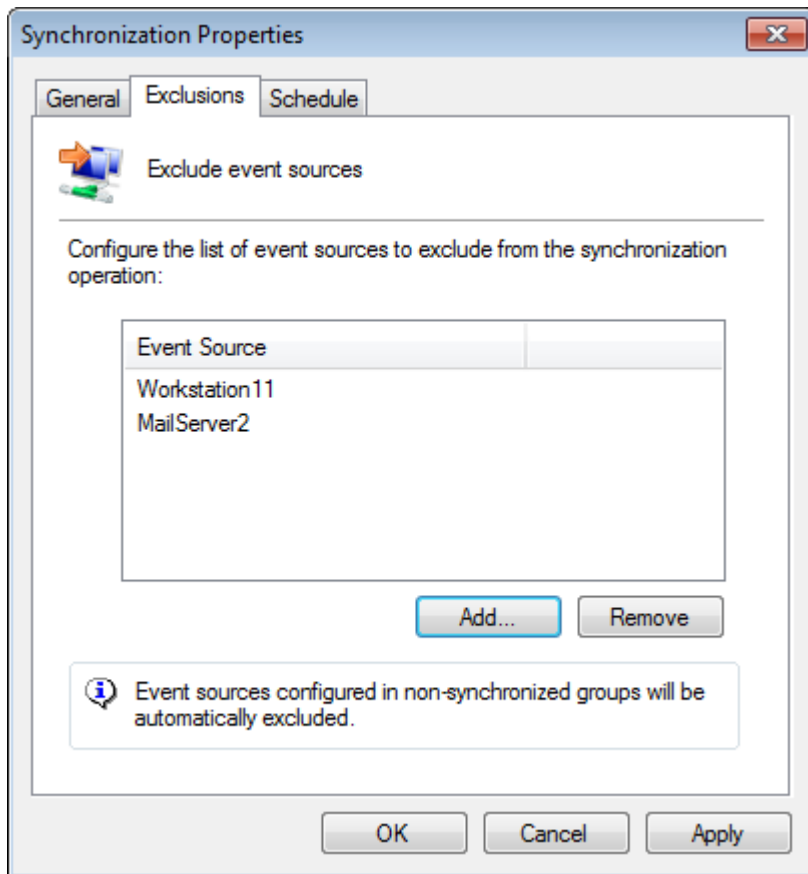 Synchronization Properties
General Exclusions Schedule
Exclude event sources
Configure the list of event sources to exclude from the synchronization
operation:
Event Source
Workstation11
MailServer2
Add... Remove
Event sources configured in non-synchronized groups will be
automatically excluded.
OK Cancel Apply